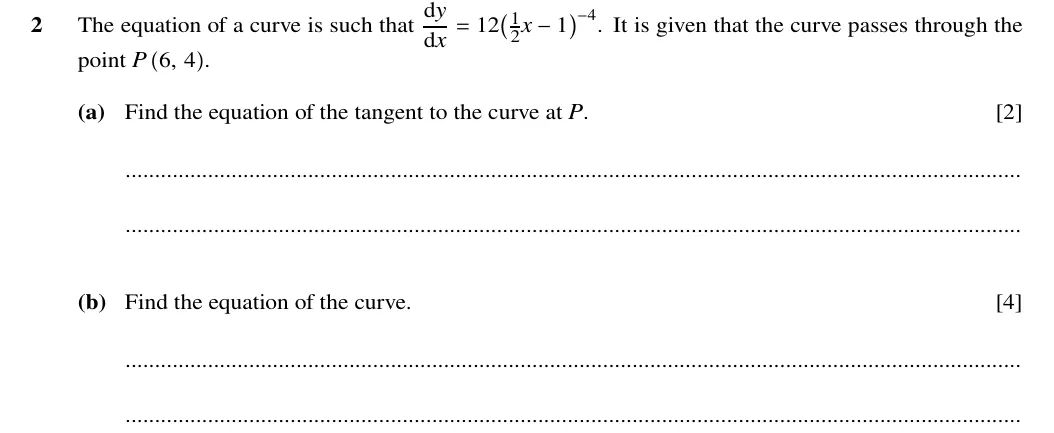 2 The equation of a curve is such that dy/dx = 12(1/2x − 1)⁻⁴. It is given that the curve passes through the
point P (6, 4).
(a) Find the equation of the tangent to the curve at P. [2]
(b) Find the equation of the curve. [4]